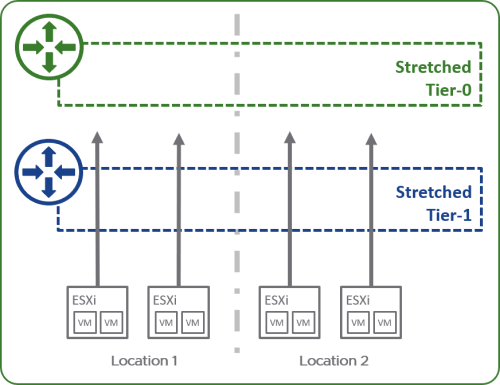 Stretched
Tier-0
Stretched
Tier-1
ESXi
VM VM
ESXi
VM VM
ESXi
VM VM
ESXi
VM VM
Location 1
Location 2